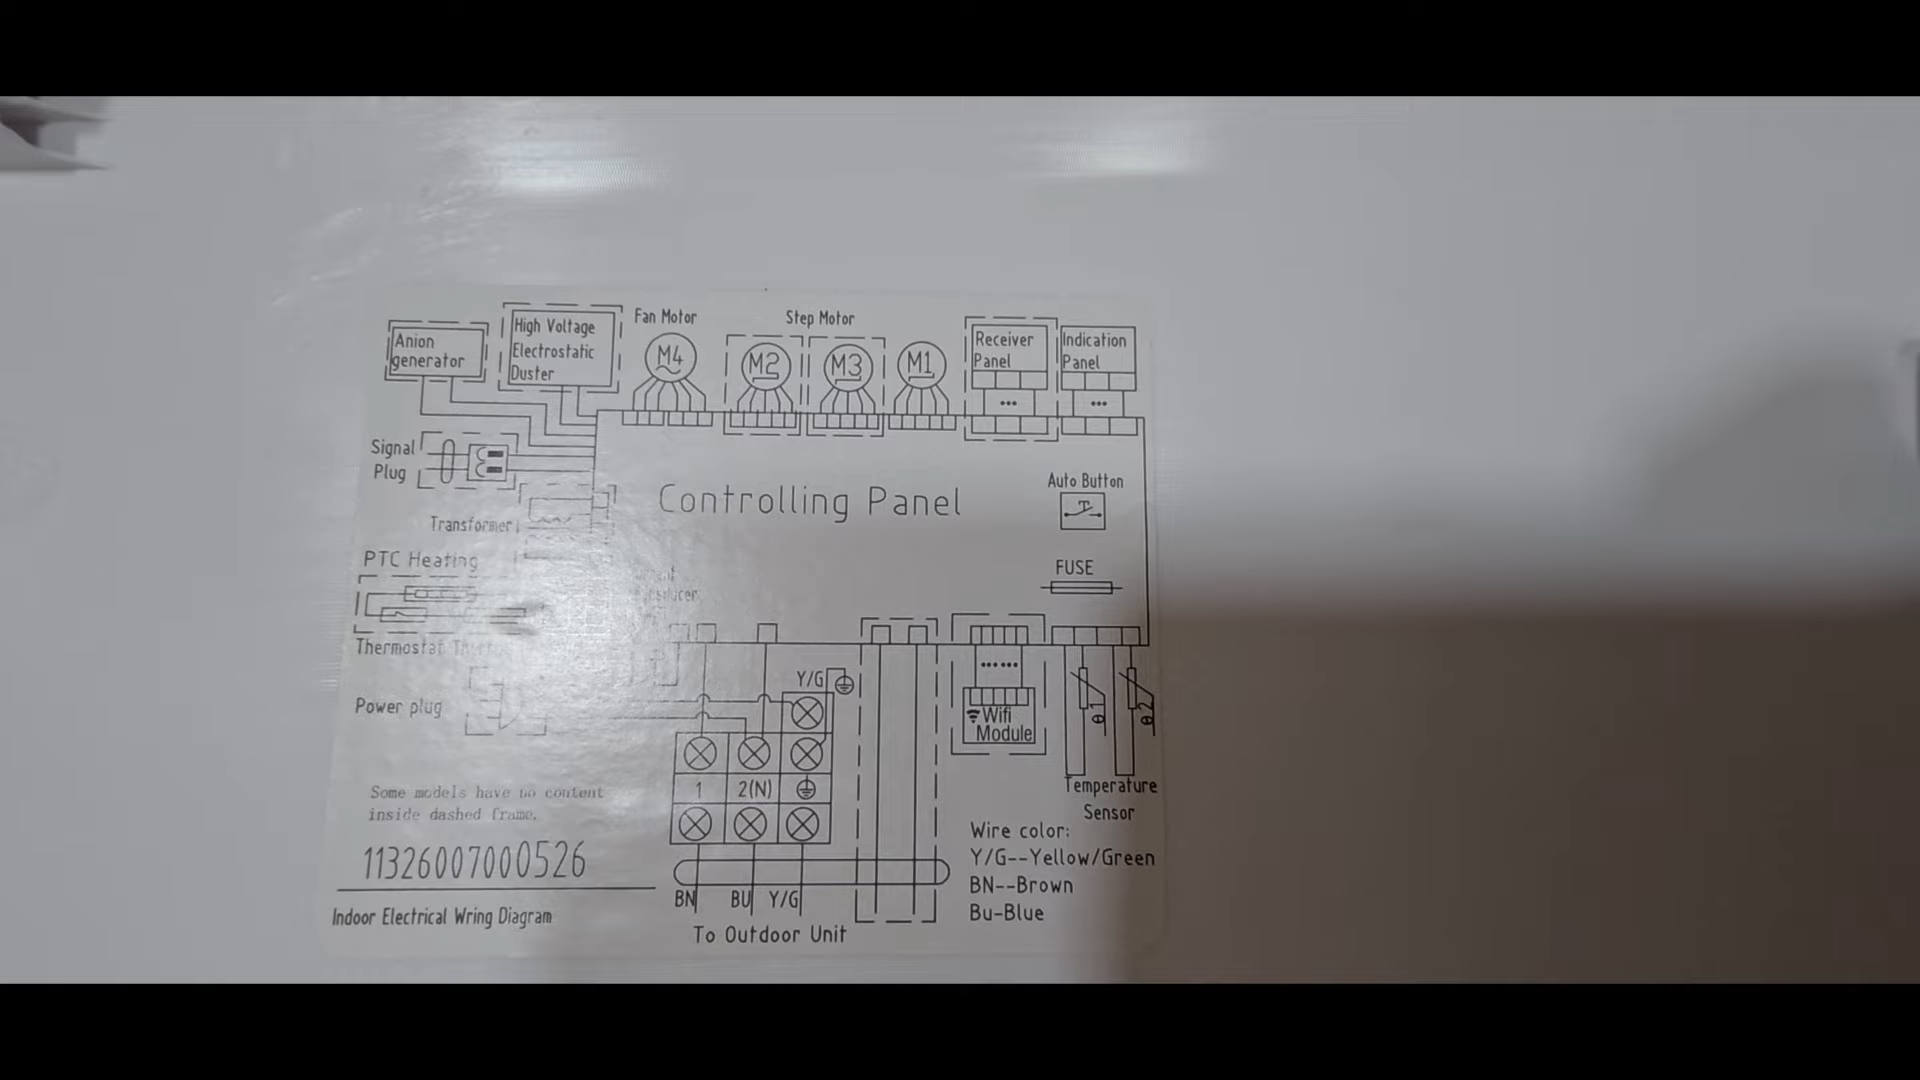 Anion
generator
High Voltage
Electrostatic
Duster
Fan Motor
M4
Step Motor
M2
M3
M1
Receiver
Panel
Indication
Panel
Signal
Plug
Controlling Panel
Auto Button
Transformer
PTC Heating
FUSE
Thermostat
Power plug
Y/G
Wifi
Module
θ1
θ2
1
2(N)
Temperature
Sensor
Some models have no content
inside dashed frame.
11326007000526
Indoor Electrical Wring Diagram
BN
BU
Y/G
To Outdoor Unit
Wire color:
Y/G--Yellow/Green
BN--Brown
Bu-Blue